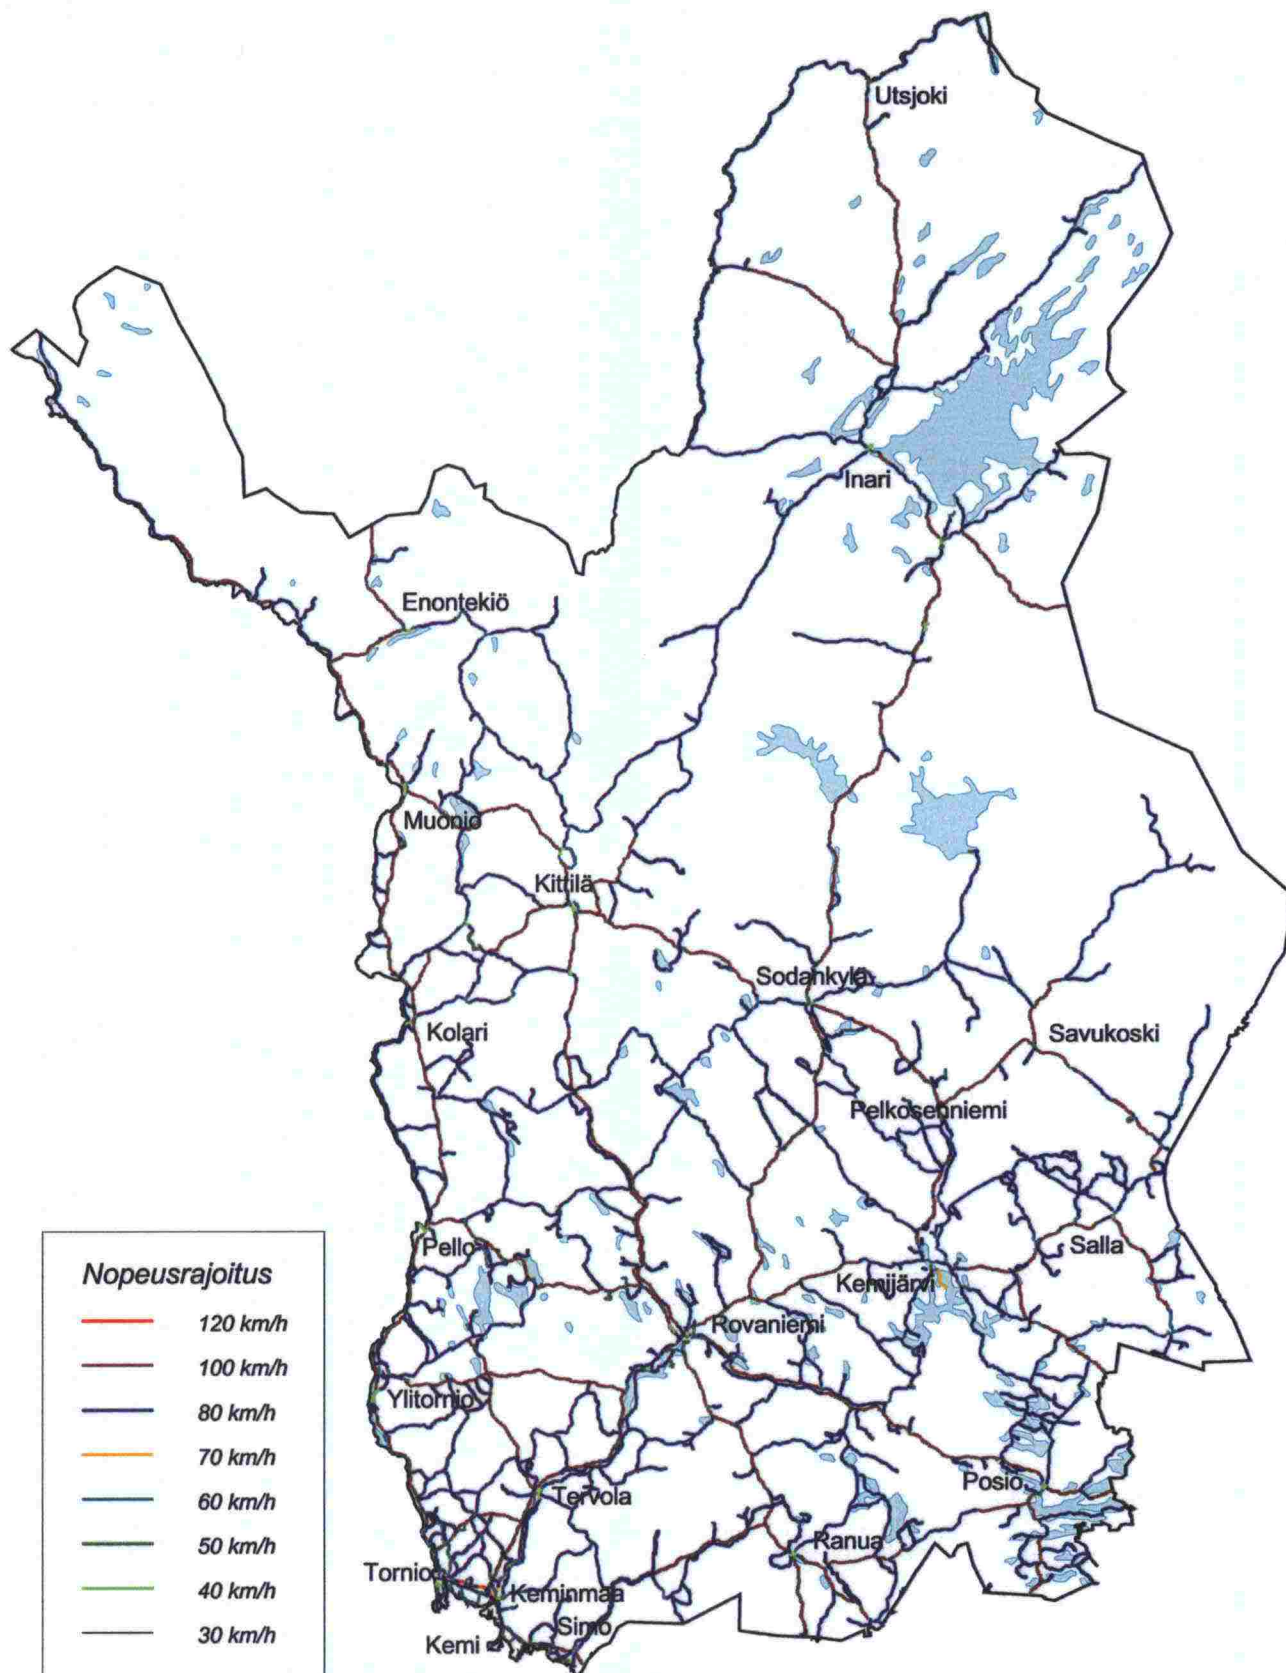 Utsjoki
Inari
Enontekiö
Muonio
Kittilä
Sodankylä
Kolari
Savukoski
Pelkosenniemi
Pello
Salla
Kemijärvi
Rovaniemi
Ylitornio
Posio
Tervola
Ranua
Tornio
Keminmaa
Simo
Kemi
Nopeusrajoitus
120 km/h
100 km/h
80 km/h
70 km/h
60 km/h
50 km/h
40 km/h
30 km/h